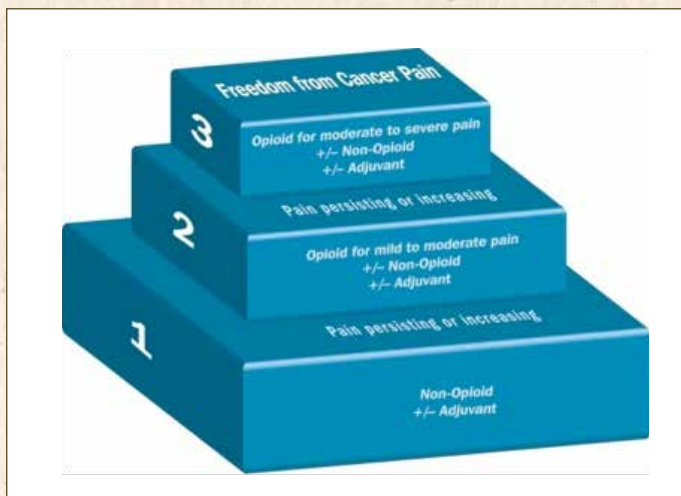 Freedom from Cancer Pain
3
Opioid for moderate to severe pain
+/– Non-Opioid
+/– Adjuvant
Pain persisting or increasing
2
Opioid for mild to moderate pain
+/– Non-Opioid
+/– Adjuvant
Pain persisting or increasing
1
Non-Opioid
+/– Adjuvant